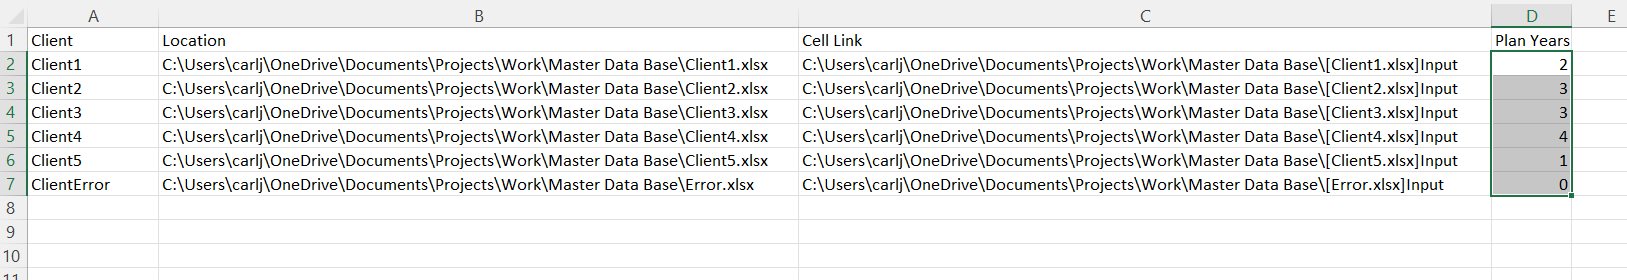 A B C D E
1 Client Location Cell Link Plan Years
2 Client1 C:\Users\carlj\OneDrive\Documents\Projects\Work\Master Data Base\Client1.xlsx C:\Users\carlj\OneDrive\Documents\Projects\Work\Master Data Base\[Client1.xlsx]Input 2
3 Client2 C:\Users\carlj\OneDrive\Documents\Projects\Work\Master Data Base\Client2.xlsx C:\Users\carlj\OneDrive\Documents\Projects\Work\Master Data Base\[Client2.xlsx]Input 3
4 Client3 C:\Users\carlj\OneDrive\Documents\Projects\Work\Master Data Base\Client3.xlsx C:\Users\carlj\OneDrive\Documents\Projects\Work\Master Data Base\[Client3.xlsx]Input 3
5 Client4 C:\Users\carlj\OneDrive\Documents\Projects\Work\Master Data Base\Client4.xlsx C:\Users\carlj\OneDrive\Documents\Projects\Work\Master Data Base\[Client4.xlsx]Input 4
6 Client5 C:\Users\carlj\OneDrive\Documents\Projects\Work\Master Data Base\Client5.xlsx C:\Users\carlj\OneDrive\Documents\Projects\Work\Master Data Base\[Client5.xlsx]Input 1
7 ClientError C:\Users\carlj\OneDrive\Documents\Projects\Work\Master Data Base\Error.xlsx C:\Users\carlj\OneDrive\Documents\Projects\Work\Master Data Base\[Error.xlsx]Input 0
8
9
10
11